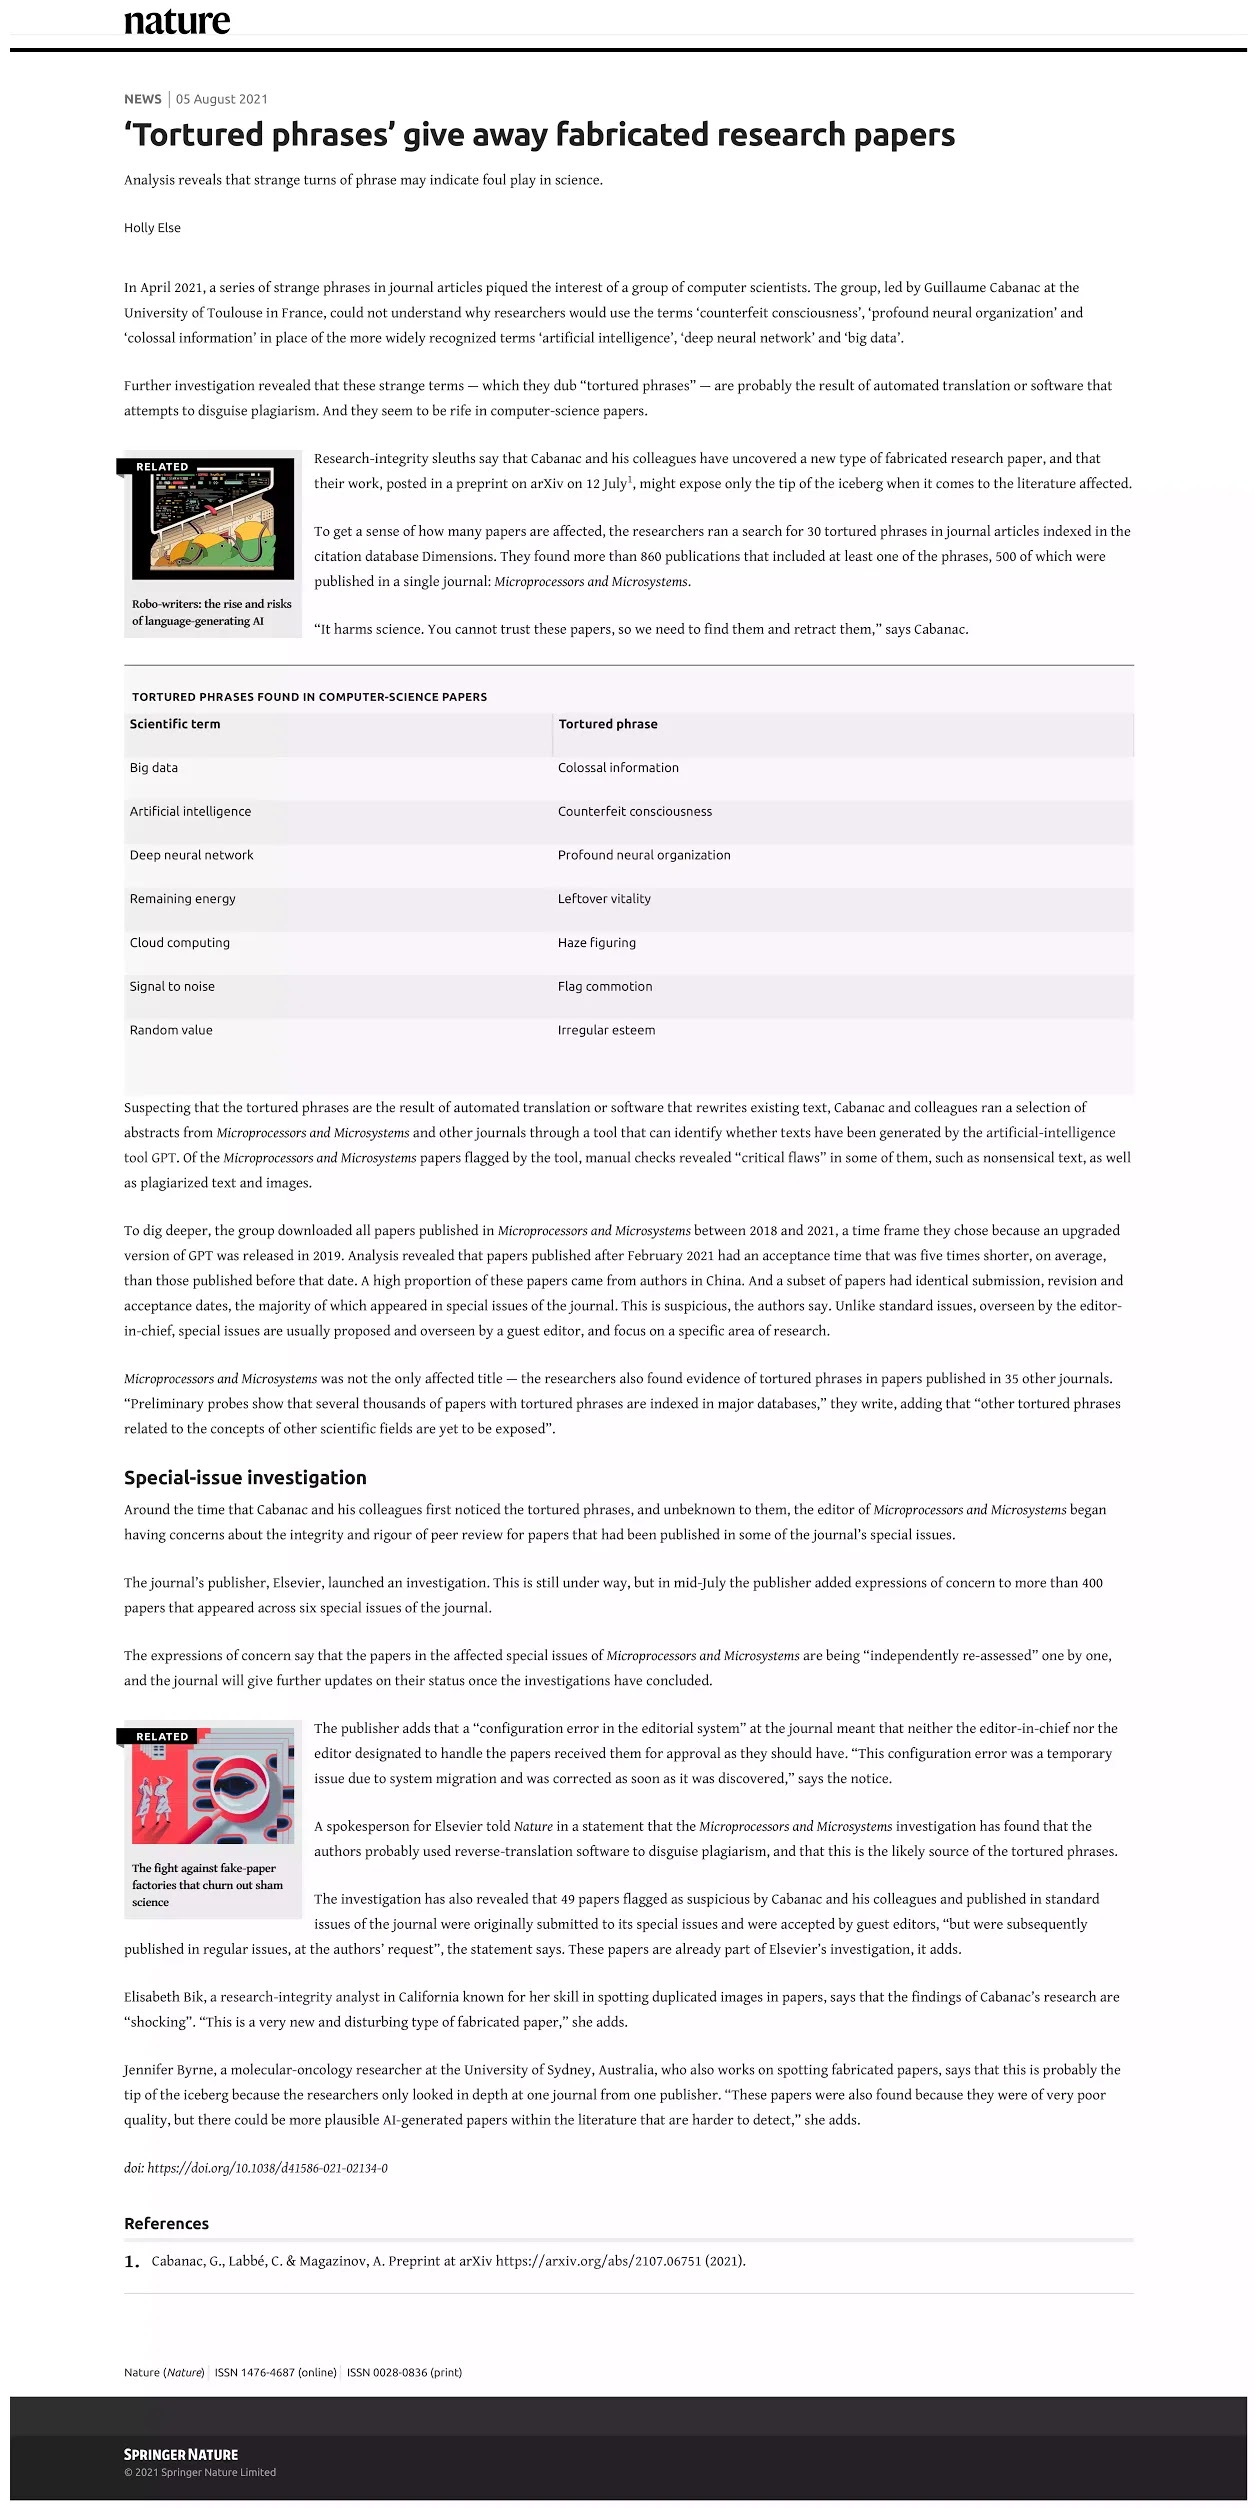 nature
NEWS
05 August 2021
‘Tortured phrases’ give away fabricated research papers
Analysis reveals that strange turns of phrase may indicate foul play in science.
Holly Else
In April 2021, a series of strange phrases in journal articles piqued the interest of a group of computer scientists. The group, led by Guillaume Cabanac at the
University of Toulouse in France, could not understand why researchers would use the terms ‘counterfeit consciousness’, ‘profound neural organization’ and
‘colossal information’ in place of the more widely recognized terms ‘artificial intelligence’, ‘deep neural network’ and ‘big data’.
Further investigation revealed that these strange terms — which they dub “tortured phrases” — are probably the result of automated translation or software that
attempts to disguise plagiarism. And they seem to be rife in computer-science papers.
RELATED
Robo-writers: the rise and risks
of language-generating AI
Research-integrity sleuths say that Cabanac and his colleagues have uncovered a new type of fabricated research paper, and that
their work, posted in a preprint on arXiv on 12 July1, might expose only the tip of the iceberg when it comes to the literature affected.
To get a sense of how many papers are affected, the researchers ran a search for 30 tortured phrases in journal articles indexed in the
citation database Dimensions. They found more than 860 publications that included at least one of the phrases, 500 of which were
published in a single journal: Microprocessors and Microsystems.
“It harms science. You cannot trust these papers, so we need to find them and retract them,” says Cabanac.
TORTURED PHRASES FOUND IN COMPUTER-SCIENCE PAPERS
Scientific term Tortured phrase
Big data Colossal information
Artificial intelligence Counterfeit consciousness
Deep neural network Profound neural organization
Remaining energy Leftover vitality
Cloud computing Haze figuring
Signal to noise Flag commotion
Random value Irregular esteem
Suspecting that the tortured phrases are the result of automated translation or software that rewrites existing text, Cabanac and colleagues ran a selection of
abstracts from Microprocessors and Microsystems and other journals through a tool that can identify whether texts have been generated by the artificial-intelligence
tool GPT. Of the Microprocessors and Microsystems papers flagged by the tool, manual checks revealed “critical flaws” in some of them, such as nonsensical text, as well
as plagiarized text and images.
To dig deeper, the group downloaded all papers published in Microprocessors and Microsystems between 2018 and 2021, a time frame they chose because an upgraded
version of GPT was released in 2019. Analysis revealed that papers published after February 2021 had an acceptance time that was five times shorter, on average,
than those published before that date. A high proportion of these papers came from authors in China. And a subset of papers had identical submission, revision and
acceptance dates, the majority of which appeared in special issues of the journal. This is suspicious, the authors say. Unlike standard issues, overseen by the editor-
in-chief, special issues are usually proposed and overseen by a guest editor, and focus on a specific area of research.
Microprocessors and Microsystems was not the only affected title — the researchers also found evidence of tortured phrases in papers published in 35 other journals.
“Preliminary probes show that several thousands of papers with tortured phrases are indexed in major databases,” they write, adding that “other tortured phrases
related to the concepts of other scientific fields are yet to be exposed”.
Special-issue investigation
Around the time that Cabanac and his colleagues first noticed the tortured phrases, and unbeknown to them, the editor of Microprocessors and Microsystems began
having concerns about the integrity and rigour of peer review for papers that had been published in some of the journal’s special issues.
The journal’s publisher, Elsevier, launched an investigation. This is still under way, but in mid-July the publisher added expressions of concern to more than 400
papers that appeared across six special issues of the journal.
The expressions of concern say that the papers in the affected special issues of Microprocessors and Microsystems are being “independently re-assessed” one by one,
and the journal will give further updates on their status once the investigations have concluded.
RELATED
The fight against fake-paper
factories that churn out sham
science
The publisher adds that a “configuration error in the editorial system” at the journal meant that neither the editor-in-chief nor the
editor designated to handle the papers received them for approval as they should have. “This configuration error was a temporary
issue due to system migration and was corrected as soon as it was discovered,” says the notice.
A spokesperson for Elsevier told Nature in a statement that the Microprocessors and Microsystems investigation has found that the
authors probably used reverse-translation software to disguise plagiarism, and that this is the likely source of the tortured phrases.
The investigation has also revealed that 49 papers flagged as suspicious by Cabanac and his colleagues and published in standard
issues of the journal were originally submitted to its special issues and were accepted by guest editors, “but were subsequently
published in regular issues, at the authors’ request”, the statement says. These papers are already part of Elsevier’s investigation, it adds.
Elisabeth Bik, a research-integrity analyst in California known for her skill in spotting duplicated images in papers, says that the findings of Cabanac’s research are
“shocking”. “This is a very new and disturbing type of fabricated paper,” she adds.
Jennifer Byrne, a molecular-oncology researcher at the University of Sydney, Australia, who also works on spotting fabricated papers, says that this is probably the
tip of the iceberg because the researchers only looked in depth at one journal from one publisher. “These papers were also found because they were of very poor
quality, but there could be more plausible AI-generated papers within the literature that are harder to detect,” she adds.
doi: https://doi.org/10.1038/d41586-021-02134-0
References
1. Cabanac, G., Labbé, C. & Magazinov, A. Preprint at arXiv https://arxiv.org/abs/2107.06751 (2021).
Nature (Nature) ISSN 1476-4687 (online) ISSN 0028-0836 (print)
SPRINGER NATURE
© 2021 Springer Nature Limited